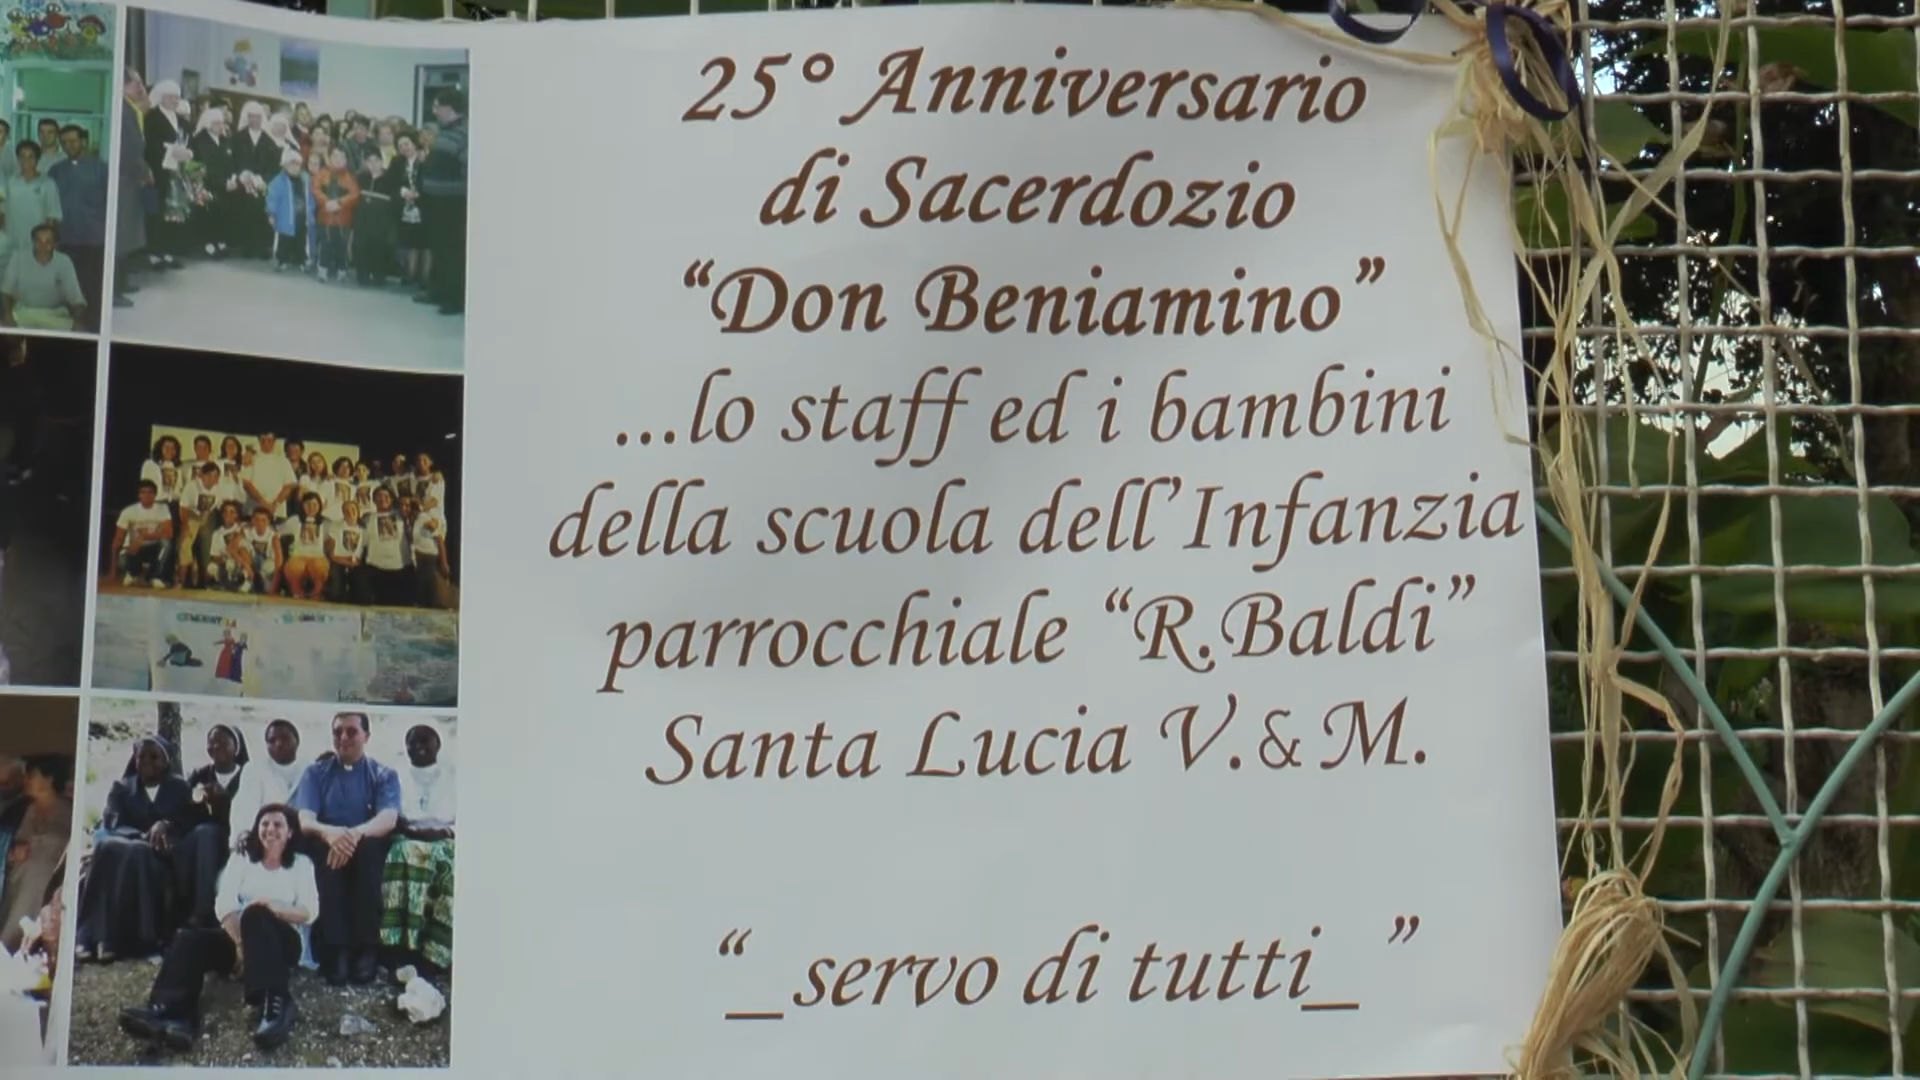 25° Anniversario
di Sacerdozio
“Don Beniamino”
...lo staff ed i bambini
della scuola dell'Infanzia
parrocchiale “R.Baldi”
Santa Lucia V.&M.
“_servo di tutti_ ”